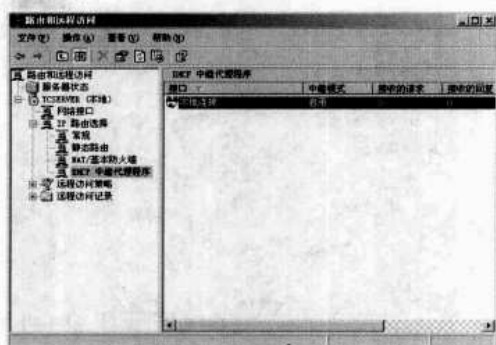 路由和远程访问
文件(F) 操作(A) 查看(V) 帮助(H)
路由和远程访问
服务器状态
TCSERVER (本地)
网络接口
IP 路由选择
常规
静态路由
NAT/基本防火墙
DHCP 中继代理程序
远程访问策略
远程访问记录
DHCP 中继代理程序
接口 中继模式 接收的请求 接收的回复
本地连接 启用 0 0